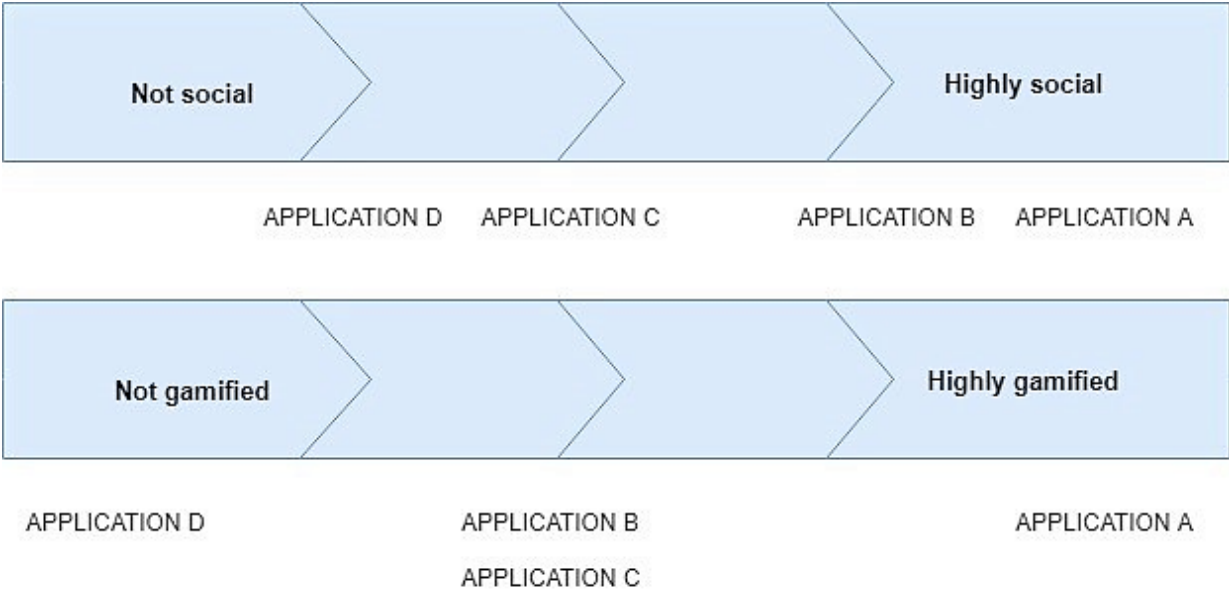 Not social Highly social
APPLICATION D APPLICATION C APPLICATION B APPLICATION A
Not gamified Highly gamified
APPLICATION D APPLICATION B APPLICATION A
APPLICATION C